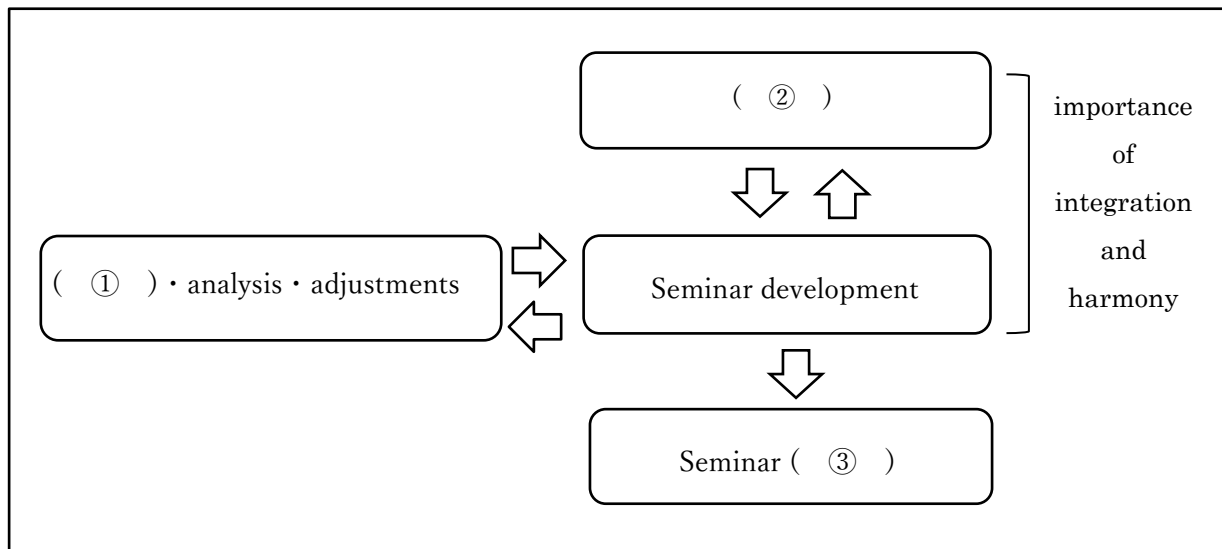 ( ② )
importance
of
integration
and
harmony
( ① )・analysis・adjustments
Seminar development
Seminar ( ③ )